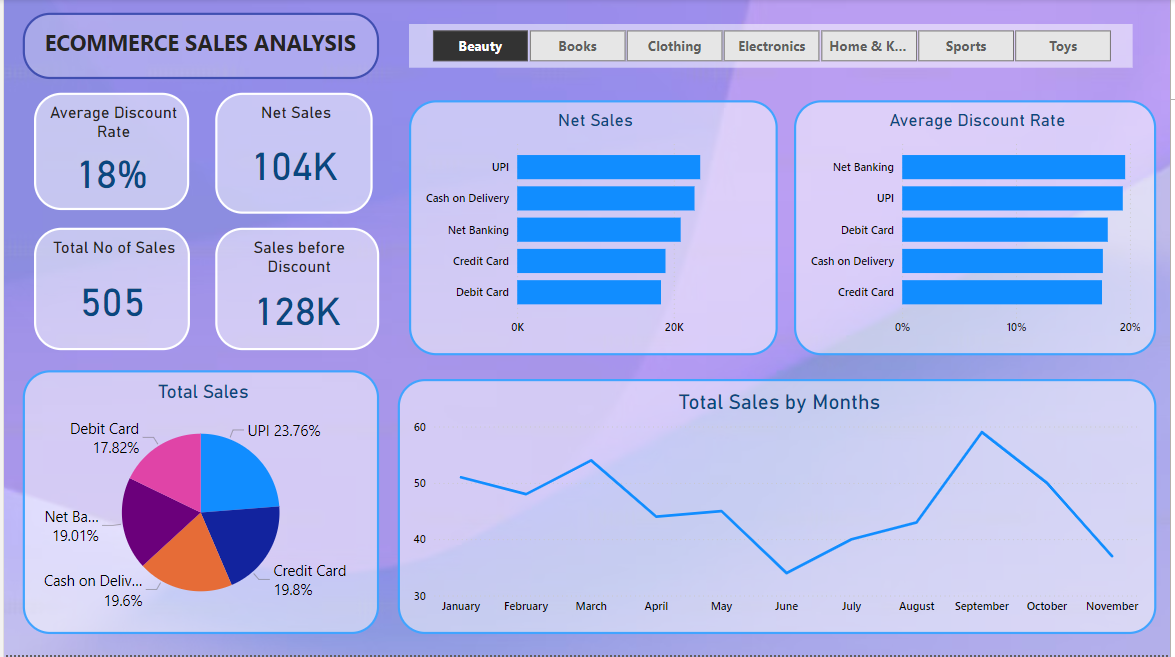 ECOMMERCE SALES ANALYSIS
Beauty
Books
Clothing
Electronics
Home & K...
Sports
Toys
Average Discount
Rate
18%
Net Sales
104K
Total No of Sales
505
Sales before
Discount
128K
Net Sales
UPI
Cash on Delivery
Net Banking
Credit Card
Debit Card
0K
20K
Average Discount Rate
Net Banking
UPI
Debit Card
Cash on Delivery
Credit Card
0%
10%
20%
Total Sales
Debit Card
17.82%
UPI 23.76%
Net Ba...
19.01%
Cash on Deliv...
19.6%
Credit Card
19.8%
Total Sales by Months
60
50
40
30
January
February
March
April
May
June
July
August
September
October
November